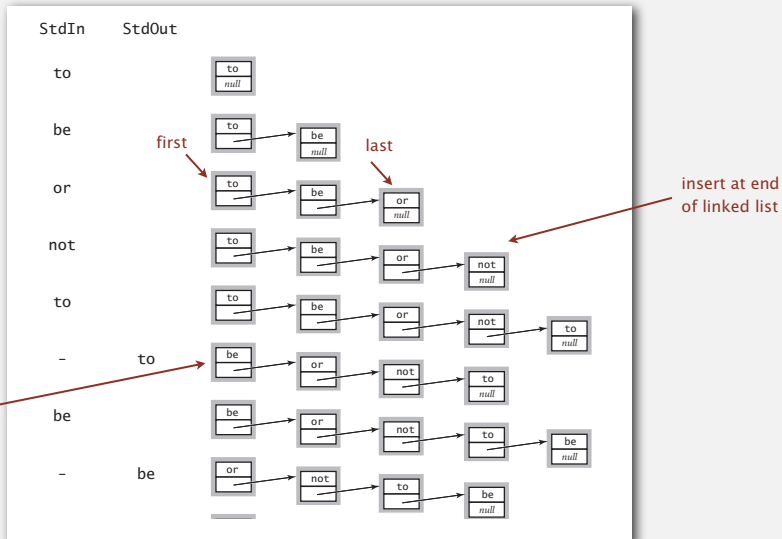 StdIn StdOut
to
to
null
be
to
be
null
first
last
or
to
be
or
null
insert at end
of linked list
not
to
be
or
not
null
to
to
be
or
not
to
null
- to
be
or
not
to
null
be
be
or
not
to
be
null
- be
or
not
to
be
null